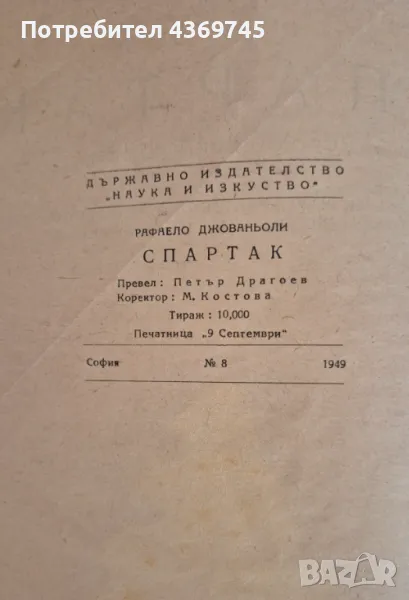 Потребител 4369745
ДЪРЖАВНО ИЗДАТЕЛСТВО
„НАУКА И ИЗКУСТВО"
РАФАЕЛО ДЖОВАНЬОЛИ
СПАРТАК
Превел: Петър Драгоев
Коректор: М. Костова
Тираж: 10,000
Печатница „9 Септември"
София № 8 1949
BAZAR